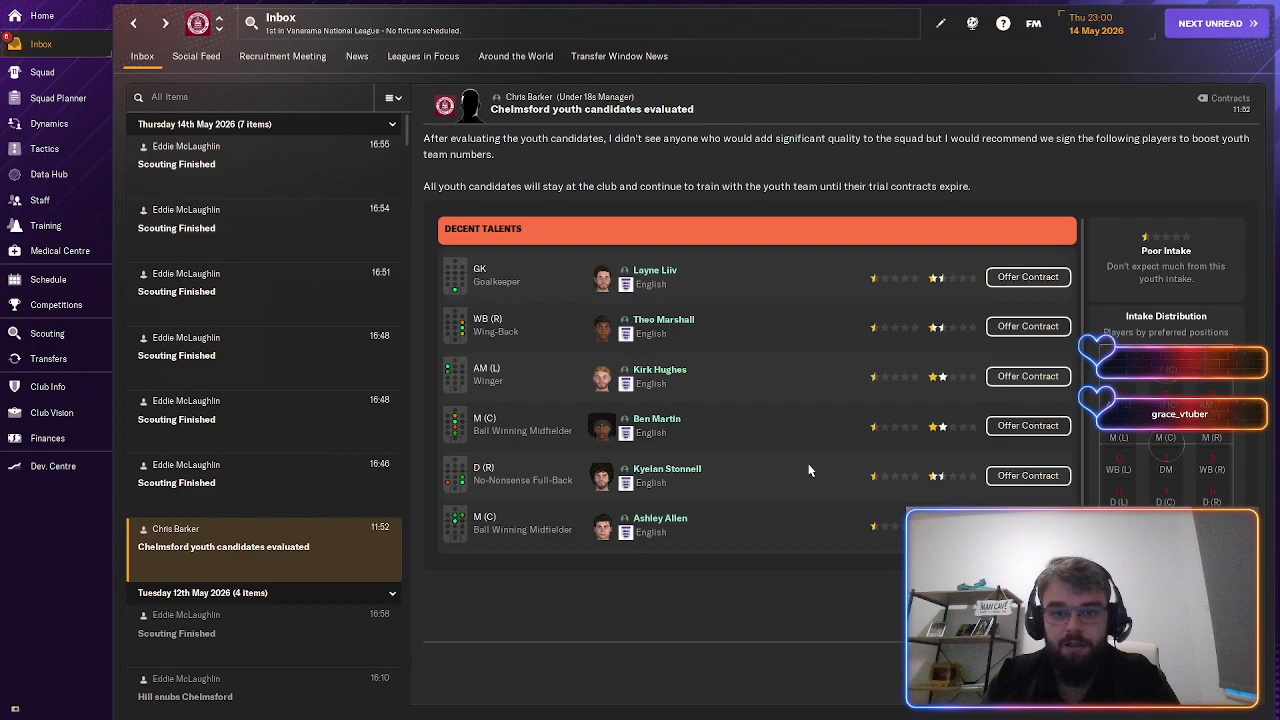 Home
6
Inbox
Squad
Squad Planner
Dynamics
Tactics
Data Hub
Staff
Training
Medical Centre
Schedule
Competitions
Scouting
Transfers
Club Info
Club Vision
Finances
Dev. Centre
Inbox
1st in Vanarama National League - No fixture scheduled.
FM
Thu 23:00
14 May 2026
NEXT UNREAD
Inbox
Social Feed
Recruitment Meeting
News
Leagues in Focus
Around the World
Transfer Window News
All Items
Thursday 14th May 2026 (7 items)
Eddie McLaughlin 16:55
Scouting Finished
Eddie McLaughlin 16:54
Scouting Finished
Eddie McLaughlin 16:51
Scouting Finished
Eddie McLaughlin 16:48
Scouting Finished
Eddie McLaughlin 16:48
Scouting Finished
Eddie McLaughlin 16:46
Scouting Finished
Chris Barker 11:52
Chelmsford youth candidates evaluated
Tuesday 12th May 2026 (4 items)
Eddie McLaughlin 16:58
Scouting Finished
Eddie McLaughlin 16:10
Hill snubs Chelmsford
Chris Barker (Under 18s Manager)
Chelmsford youth candidates evaluated
Contracts
11:52
After evaluating the youth candidates, I didn't see anyone who would add significant quality to the squad but I would recommend we sign the following players to boost youth
team numbers.
All youth candidates will stay at the club and continue to train with the youth team until their trial contracts expire.
DECENT TALENTS
GK
Goalkeeper
Layne Liiv
English
Offer Contract
WB (R)
Wing-Back
Theo Marshall
English
Offer Contract
AM (L)
Winger
Kirk Hughes
English
Offer Contract
M (C)
Ball Winning Midfielder
Ben Martin
English
Offer Contract
D (R)
No-Nonsense Full-Back
Kyelan Stonnell
English
Offer Contract
M (C)
Ball Winning Midfielder
Ashley Allen
English
Poor Intake
Don't expect much from this
youth intake.
Intake Distribution
Players by preferred positions
grace_vtuber
M (L) M (C) M (R)
WB (L) DM WB (R)
D (L) D (C) D (R)
MAN CAVE